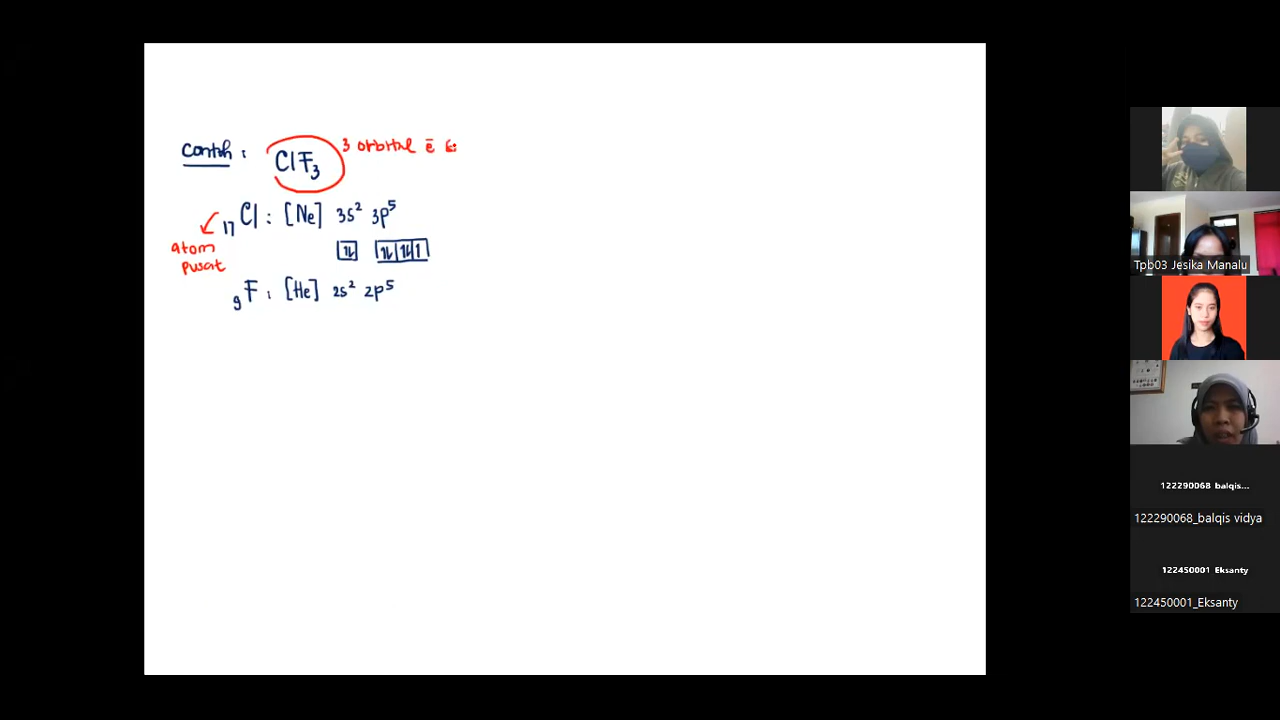 Contoh : ClF₃ 3 orbital ē
₁₇Cl : [Ne] 3s² 3p⁵
atom
pusat
⥮ ⥮ ⥮ ↿
₉F : [He] 2s² 2p⁵
Tpb03 Jesika Manalu
122290068 balqis...
122290068_balqis vidya
122450001 Eksanty
122450001_Eksanty